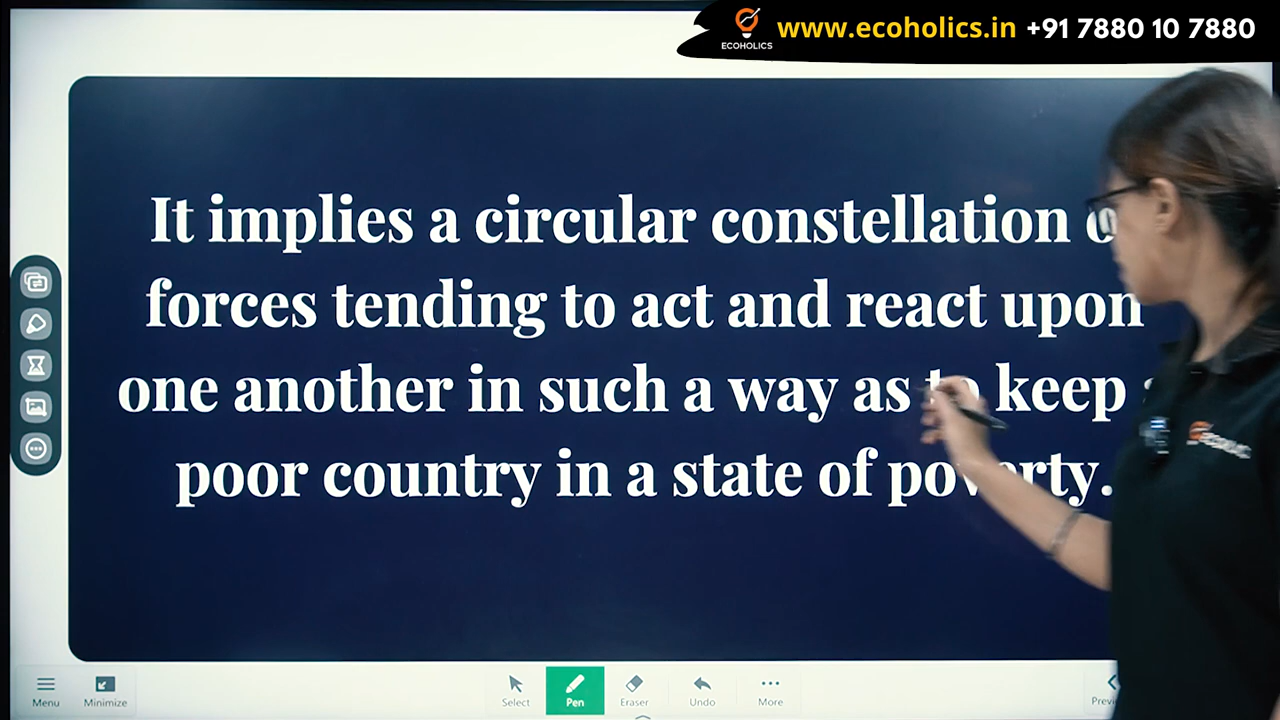 ECOHOLICS
www.ecoholics.in +91 7880 10 7880
It implies a circular constellation
forces tending to act and react upon
one another in such a way as to keep
poor country in a state of poverty.
Menu
Minimize
Select
Pen
Eraser
Undo
More